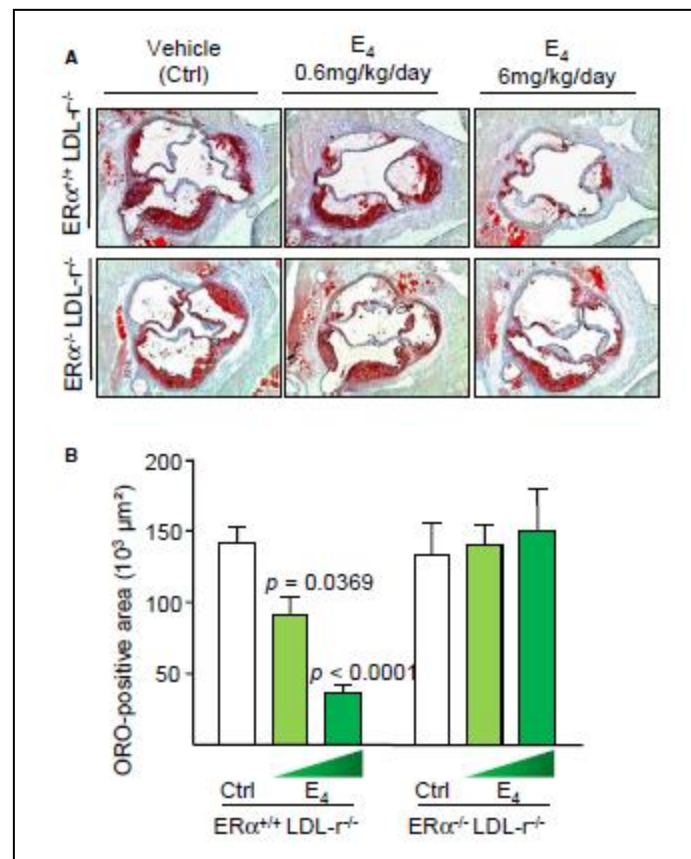 A
Vehicle
(Ctrl)
E₄
0.6mg/kg/day
E₄
6mg/kg/day
ERα⁺/⁺ LDL-r⁻/⁻
ERα⁻/⁻ LDL-r⁻/⁻
B
ORO-positive area (10³ µm²)
200
150
100
50
p = 0.0369
p < 0.0001
Ctrl E₄ Ctrl E₄
ERα⁺/⁺ LDL-r⁻/⁻ ERα⁻/⁻ LDL-r⁻/⁻